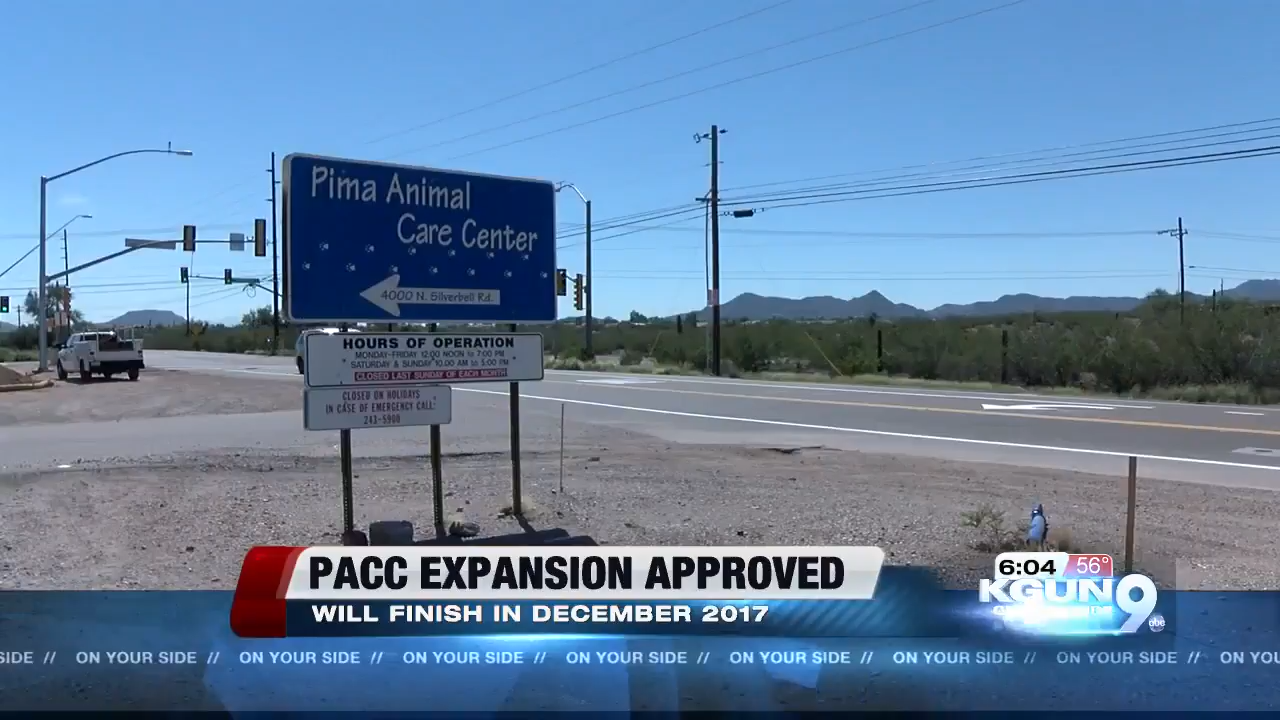 Pima Animal
Care Center
4000 N. Silverbell Rd.
HOURS OF OPERATION
MONDAY-FRIDAY 12:00 NOON to 7:00 PM
SATURDAY & SUNDAY 10:00 AM to 5:00 PM
CLOSED LAST SUNDAY OF EACH MONTH
CLOSED ON HOLIDAYS
IN CASE OF EMERGENCY CALL:
243-5900
PACC EXPANSION APPROVED
WILL FINISH IN DECEMBER 2017
6:04 56°
KGUN 9
abc
SIDE // ON YOUR SIDE // ON YOUR SIDE // ON YOUR SIDE // ON YOUR SIDE // ON YOUR SIDE // ON YOUR SIDE // ON YOUR SIDE // ON YOU